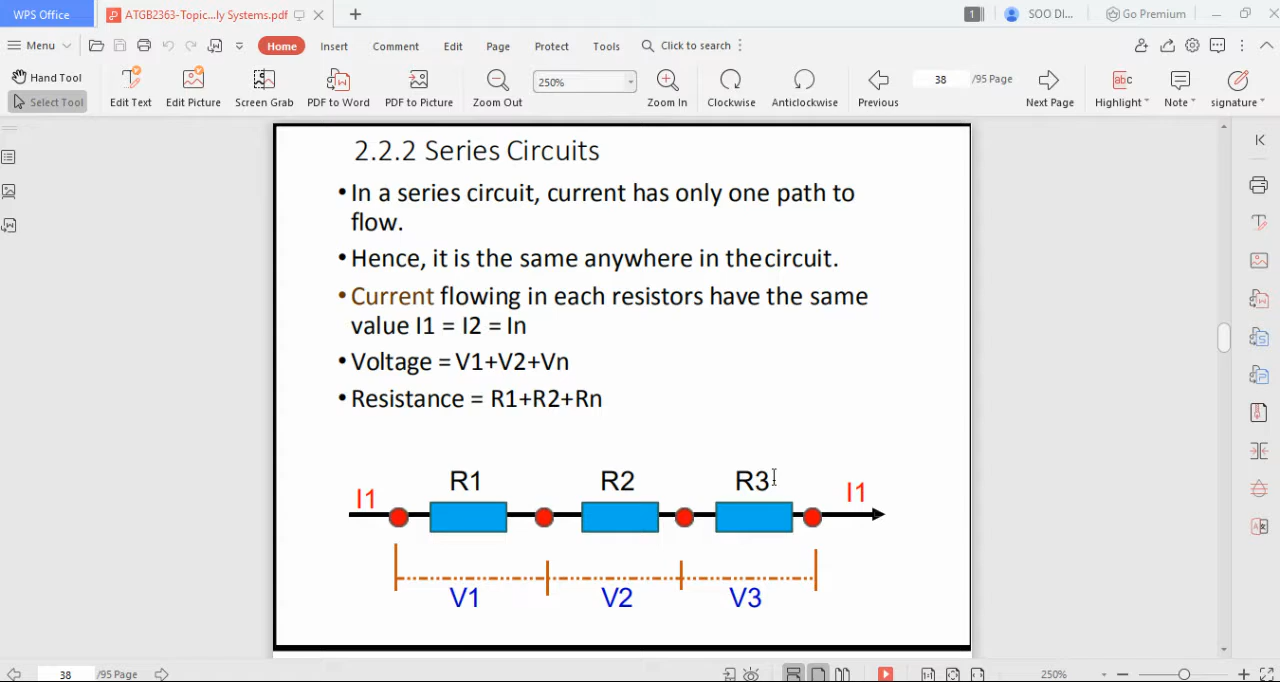 WPS Office
ATGB2363-Topic...ly Systems.pdf
1
SOO DI...
Go Premium
Menu
Home
Insert
Comment
Edit
Page
Protect
Tools
Click to search
Hand Tool
Select Tool
Edit Text
Edit Picture
Screen Grab
PDF to Word
PDF to Picture
Zoom Out
250%
Zoom In
Clockwise
Anticlockwise
Previous
38
/95 Page
Next Page
Highlight
Note
signature
2.2.2 Series Circuits
• In a series circuit, current has only one path to
flow.
• Hence, it is the same anywhere in thecircuit.
• Current flowing in each resistors have the same
value I1 = I2 = In
• Voltage = V1+V2+Vn
• Resistance = R1+R2+Rn
I1
R1
R2
R3
I1
V1
V2
V3
38
/95 Page
250%